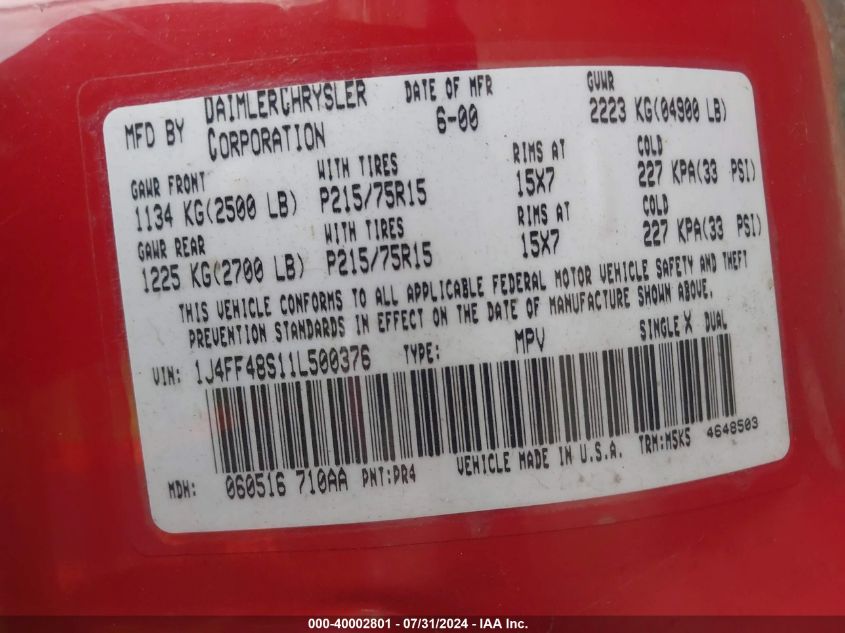 MFD BY DAIMLERCHRYSLER CORPORATION DATE OF MFR 6-00 GVWR 2223 KG(04900 LB)
GAWR FRONT WITH TIRES RIMS AT COLD
1134 KG(2500 LB) P215/75R15 15X7 227 KPA(33 PSI)
GAWR REAR WITH TIRES RIMS AT COLD
1225 KG(2700 LB) P215/75R15 15X7 227 KPA(33 PSI)
THIS VEHICLE CONFORMS TO ALL APPLICABLE FEDERAL MOTOR VEHICLE SAFETY AND THEFT
PREVENTION STANDARDS IN EFFECT ON THE DATE OF MANUFACTURE SHOWN ABOVE.
VIN: 1J4FF48S11L500376 TYPE: MPV SINGLE X DUAL
MDH: 060516 710AA PNT:PR4 VEHICLE MADE IN U.S.A. TRM:M5K5 4648503
000-40002801 - 07/31/2024 - IAA Inc.